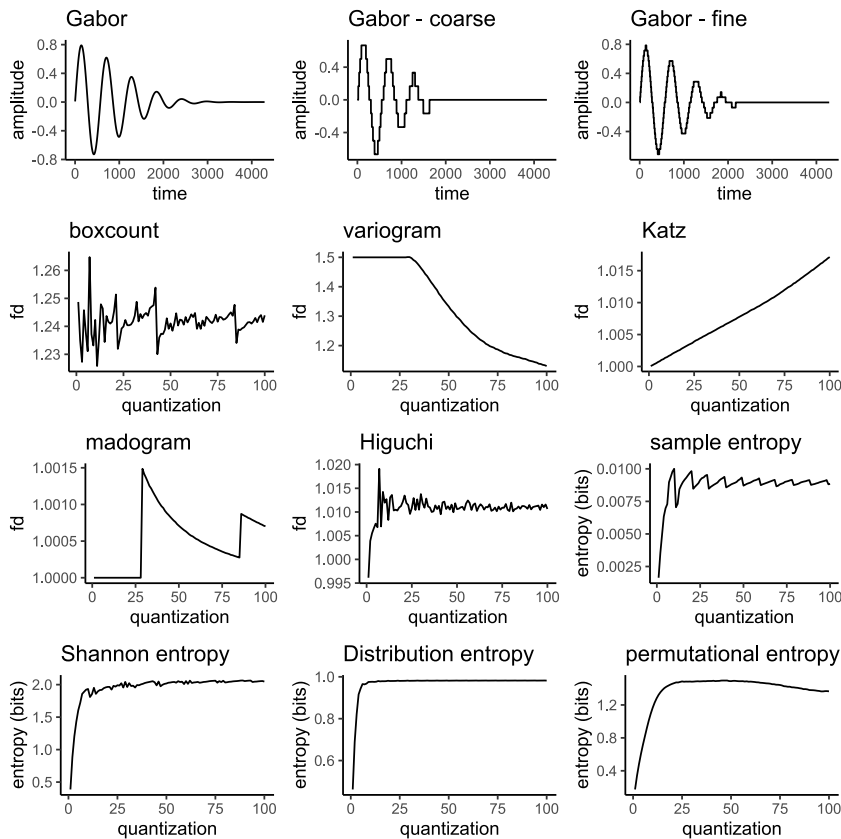 Gabor
Gabor - coarse
Gabor - fine
0.8
0.4
0.0
-0.4
-0.8
amplitude
0 1000 2000 3000 4000
time
0.4
0.0
-0.4
amplitude
0 1000 2000 3000 4000
time
0.8
0.4
0.0
-0.4
amplitude
0 1000 2000 3000 4000
time
boxcount
variogram
Katz
1.26
1.25
1.24
1.23
fd
0 25 50 75 100
quantization
1.5
1.4
1.3
1.2
fd
0 25 50 75 100
quantization
1.015
1.010
1.005
1.000
fd
0 25 50 75 100
quantization
madogram
Higuchi
sample entropy
1.0015
1.0010
1.0005
1.0000
fd
0 25 50 75 100
quantization
1.020
1.010
1.000
0.995
fd
0 25 50 75 100
quantization
0.0100
0.0075
0.0050
0.0025
entropy (bits)
0 25 50 75 100
quantization
Shannon entropy
Distribution entropy
permutational entropy
2.0
1.5
1.0
0.5
entropy (bits)
0 25 50 75 100
quantization
1.0
0.8
0.6
entropy (bits)
0 25 50 75 100
quantization
1.2
0.8
0.4
entropy (bits)
0 25 50 75 100
quantization